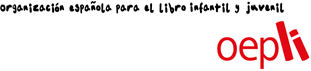 organización española para el libro infantil y juvenil
oepli